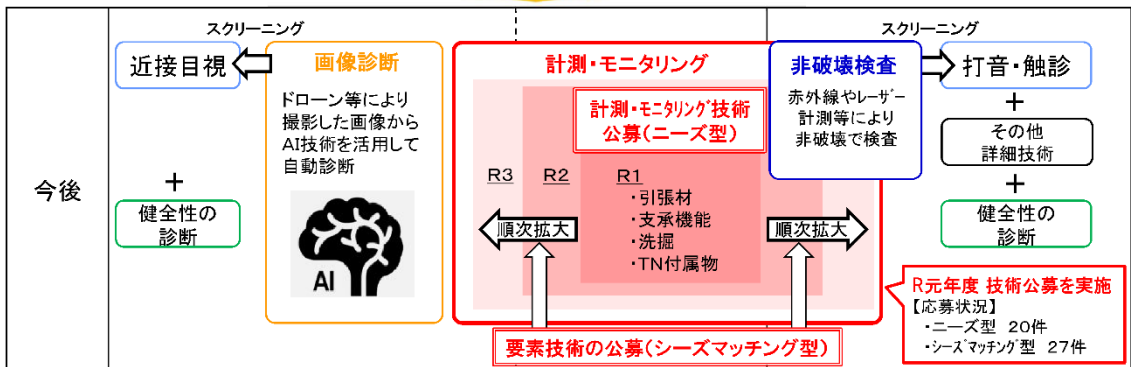 今後
スクリーニング
近接目視
+
健全性の
診断
画像診断
ドローン等により
撮影した画像から
AI技術を活用して
自動診断
AI
計測・モニタリング
計測・モニタリング技術
公募(ニーズ型)
R3
R2
R1
・引張材
・支承機能
・洗掘
・TN付属物
順次拡大
順次拡大
要素技術の公募(シーズマッチング型)
非破壊検査
赤外線やレーザー
計測等により
非破壊で検査
スクリーニング
打音・触診
+
その他
詳細技術
+
健全性の
診断
R元年度 技術公募を実施
【応募状況】
・ニーズ型 20件
・シーズマッチング型 27件